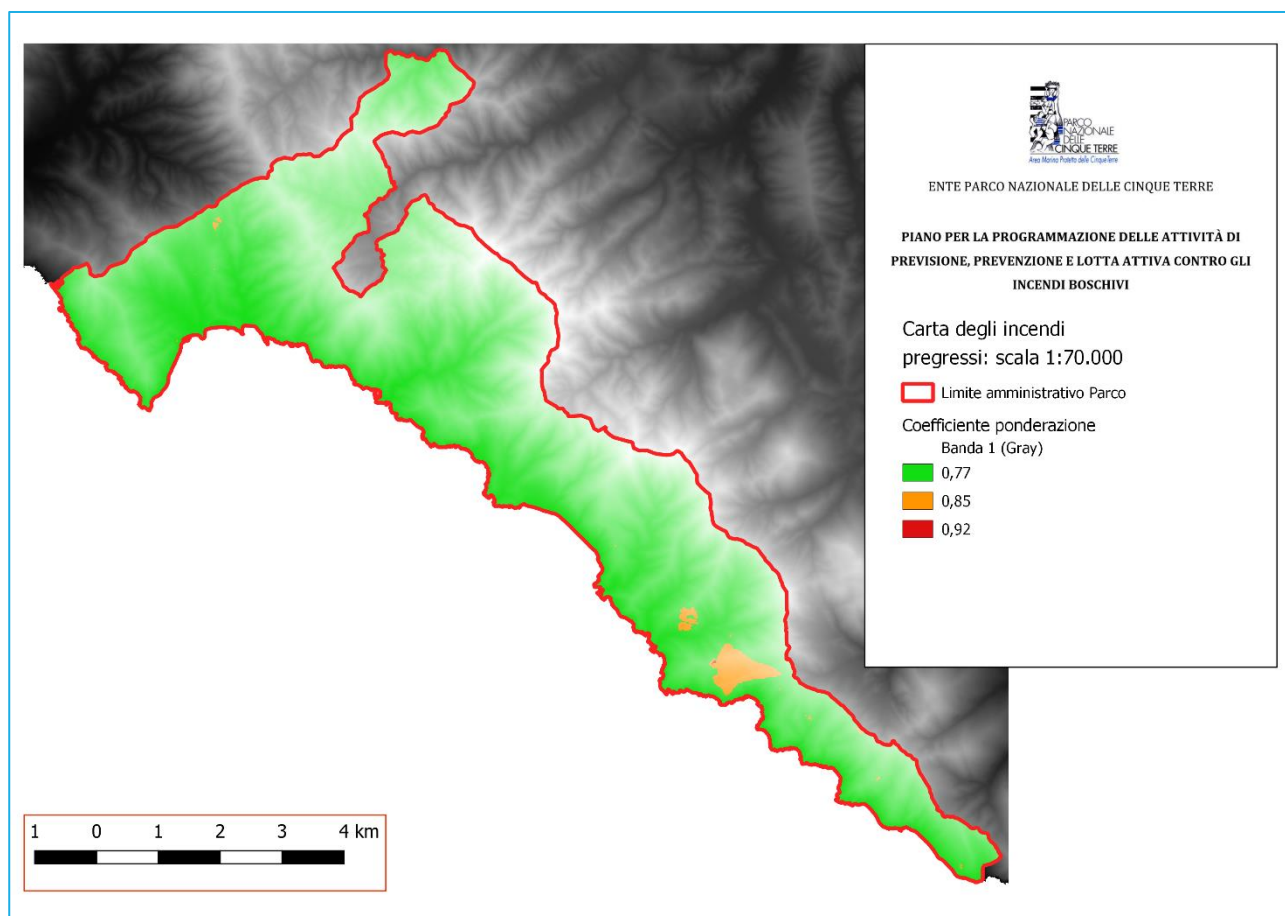 PARCO
NAZIONALE
DELLE
CINQUE TERRE
Area Marina Protetta delle Cinque Terre
ENTE PARCO NAZIONALE DELLE CINQUE TERRE
PIANO PER LA PROGRAMMAZIONE DELLE ATTIVITÀ DI
PREVISIONE, PREVENZIONE E LOTTA ATTIVA CONTRO GLI
INCENDI BOSCHIVI
Carta degli incendi
pregressi: scala 1:70.000
Limite amministrativo Parco
Coefficiente ponderazione
Banda 1 (Gray)
0,77
0,85
0,92
1 0 1 2 3 4 km